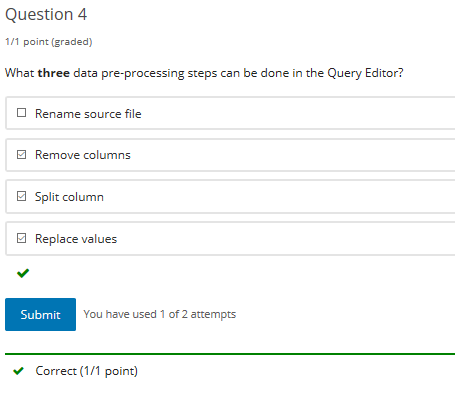 Question 4
1/1 point (graded)
What three data pre-processing steps can be done in the Query Editor?
Rename source file
Remove columns
Split column
Replace values
Submit You have used 1 of 2 attempts
Correct (1/1 point)